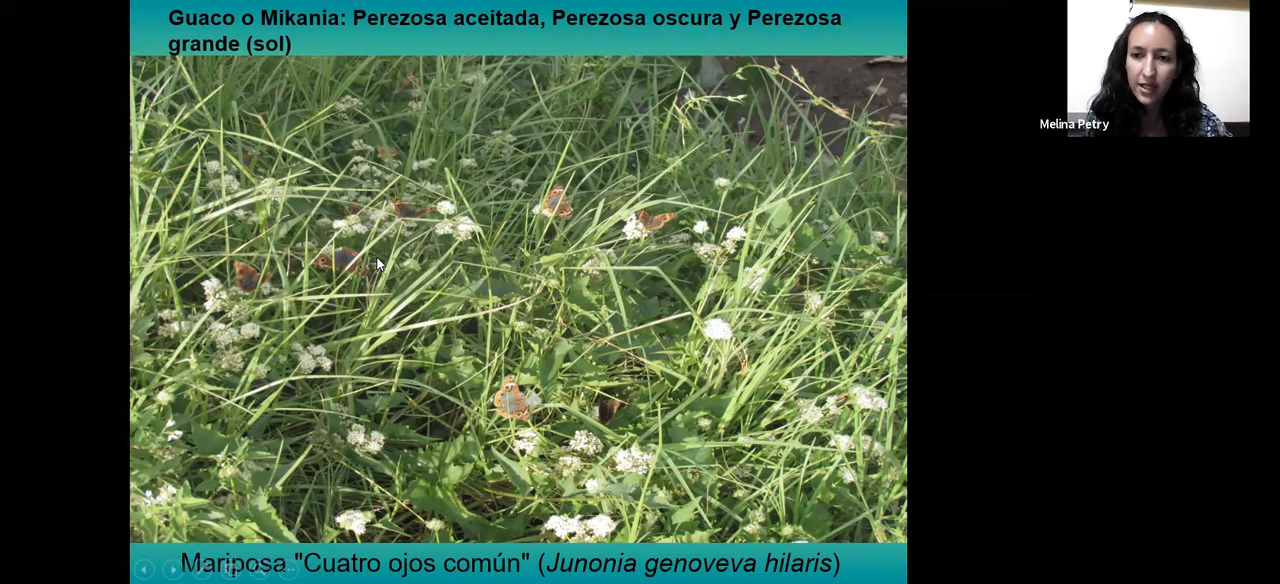 Guaco o Mikania: Perezosa aceitada, Perezosa oscura y Perezosa
grande (sol)
Melina Petry
Mariposa "Cuatro ojos común" (Junonia genoveva hilaris)